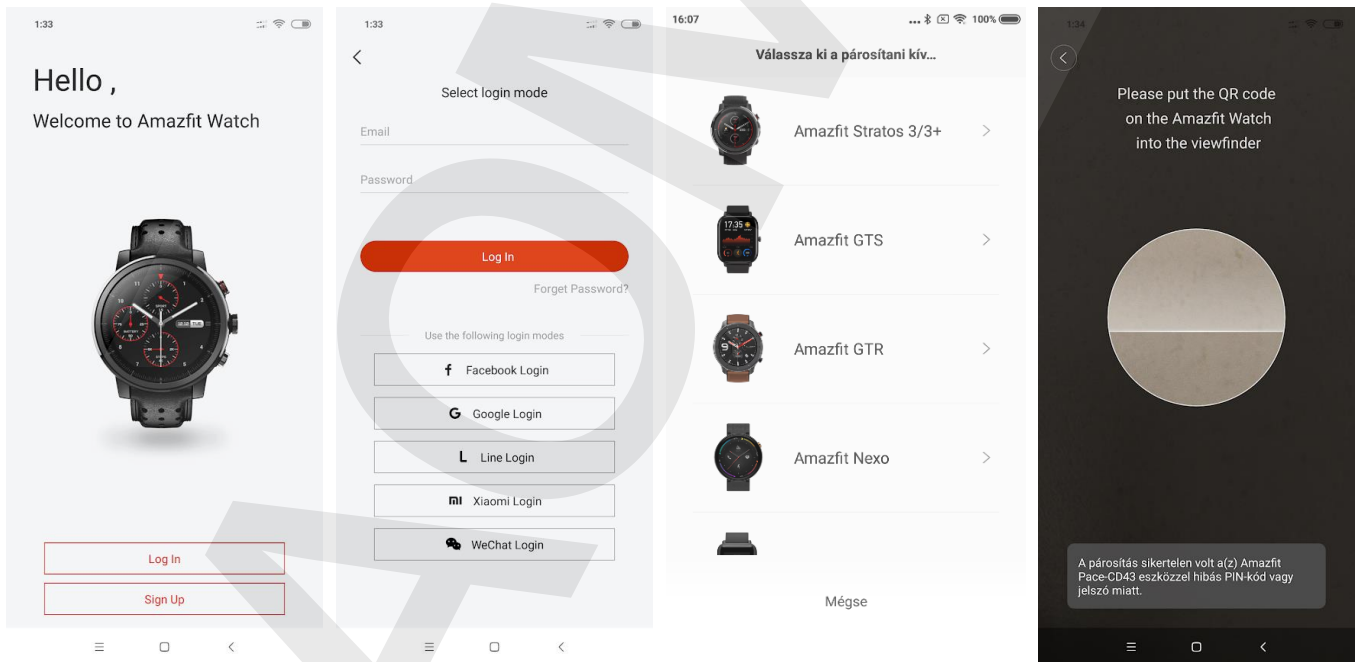 1:33
Hello ,
Welcome to Amazfit Watch
Log In
Sign Up
1:33
Select login mode
Email
Password
Log In
Forget Password?
Use the following login modes
Facebook Login
Google Login
Line Login
Xiaomi Login
WeChat Login
16:07
100%
Válassza ki a párosítani kív...
Amazfit Stratos 3/3+
17:35
Amazfit GTS
Amazfit GTR
Amazfit Nexo
Mégse
1:34
Please put the QR code
on the Amazfit Watch
into the viewfinder
A párosítás sikertelen volt a(z) Amazfit
Pace-CD43 eszközzel hibás PIN-kód vagy
jelszó miatt.